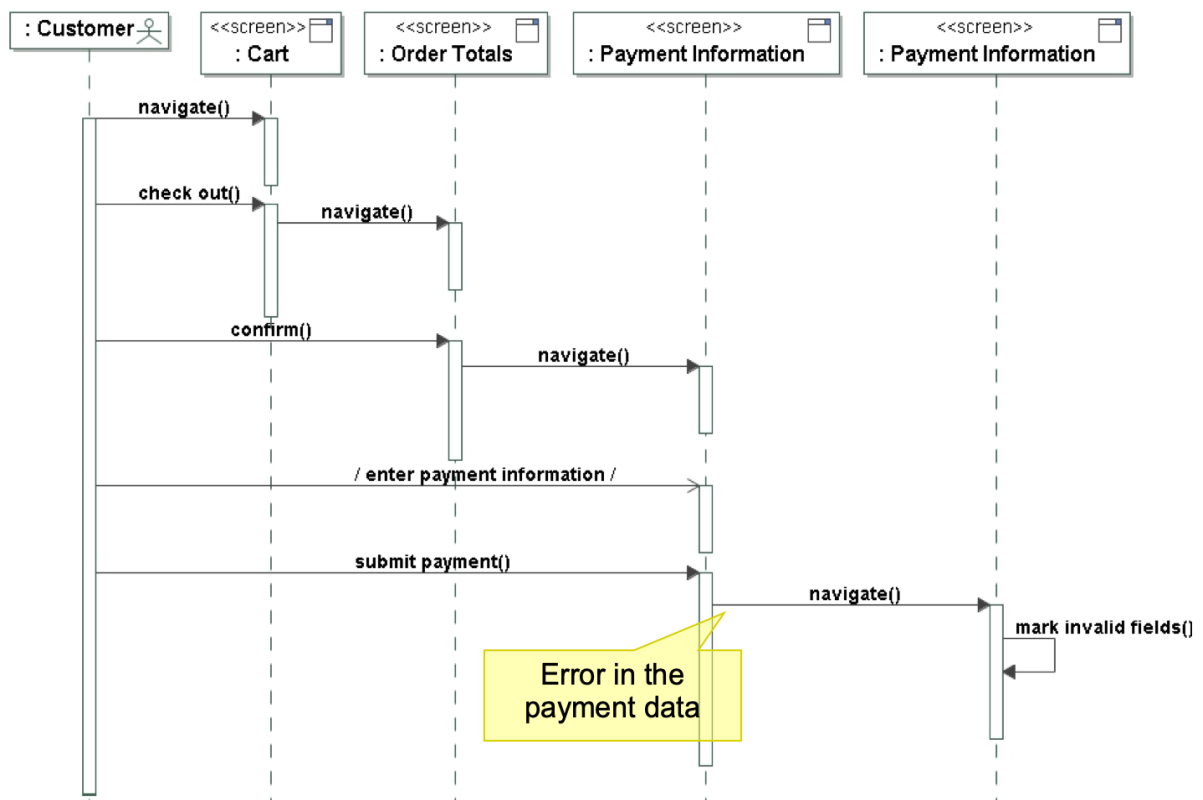 : Customer
<<screen>>
: Cart
<<screen>>
: Order Totals
<<screen>>
: Payment Information
<<screen>>
: Payment Information
navigate()
check out()
navigate()
confirm()
navigate()
/ enter payment information /
submit payment()
navigate()
mark invalid fields()
Error in the
payment data